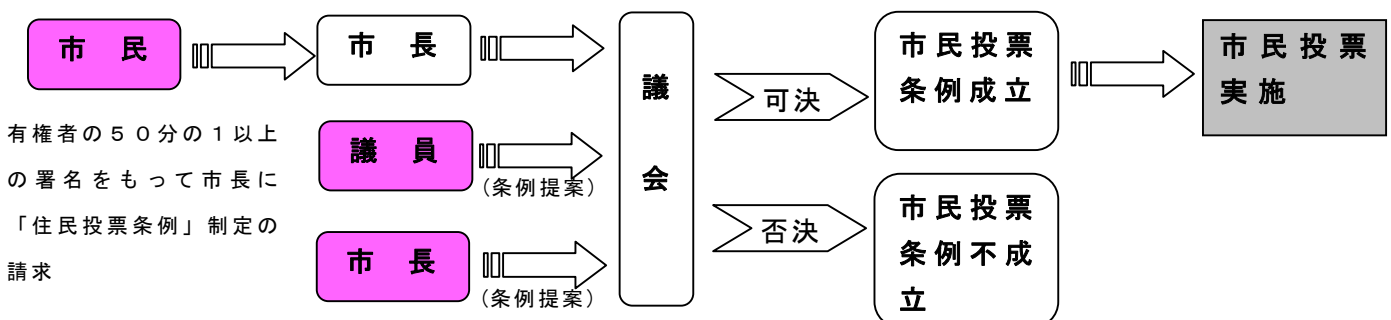 市 民
有権者の５０分の１以上
の署名をもって市長に
「住民投票条例」制定の
請求
市 長
議 員
(条例提案)
市 長
(条例提案)
議
会
可決
否決
市民投票
条例成立
市民投票
条例不成
立
市民投票
実施